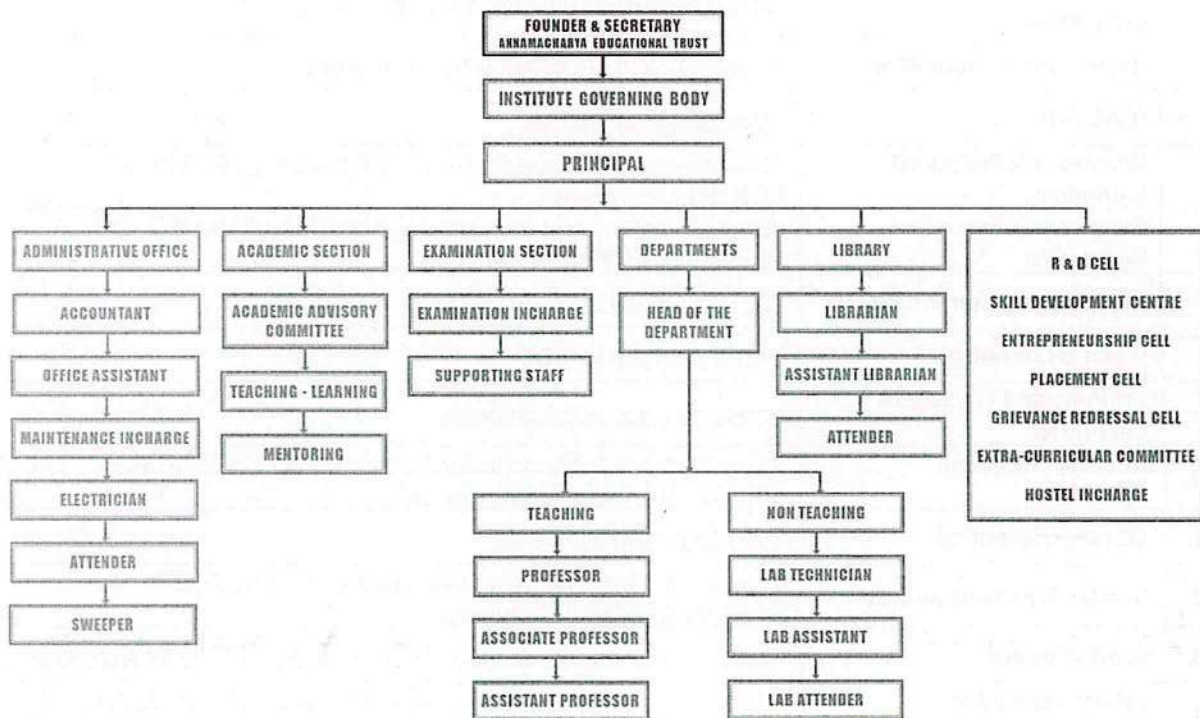 FOUNDER & SECRETARY
ANNAMACHARYA EDUCATIONAL TRUST
INSTITUTE GOVERNING BODY
PRINCIPAL
ADMINISTRATIVE OFFICE
ACCOUNTANT
OFFICE ASSISTANT
MAINTENANCE INCHARGE
ELECTRICIAN
ATTENDER
SWEEPER
ACADEMIC SECTION
ACADEMIC ADVISORY
COMMITTEE
TEACHING - LEARNING
MENTORING
EXAMINATION SECTION
EXAMINATION INCHARGE
SUPPORTING STAFF
DEPARTMENTS
HEAD OF THE
DEPARTMENT
TEACHING
PROFESSOR
ASSOCIATE PROFESSOR
ASSISTANT PROFESSOR
NON TEACHING
LAB TECHNICIAN
LAB ASSISTANT
LAB ATTENDER
LIBRARY
LIBRARIAN
ASSISTANT LIBRARIAN
ATTENDER
R & D CELL
SKILL DEVELOPMENT CENTRE
ENTREPRENEURSHIP CELL
PLACEMENT CELL
GRIEVANCE REDRESSAL CELL
EXTRA-CURRICULAR COMMITTEE
HOSTEL INCHARGE